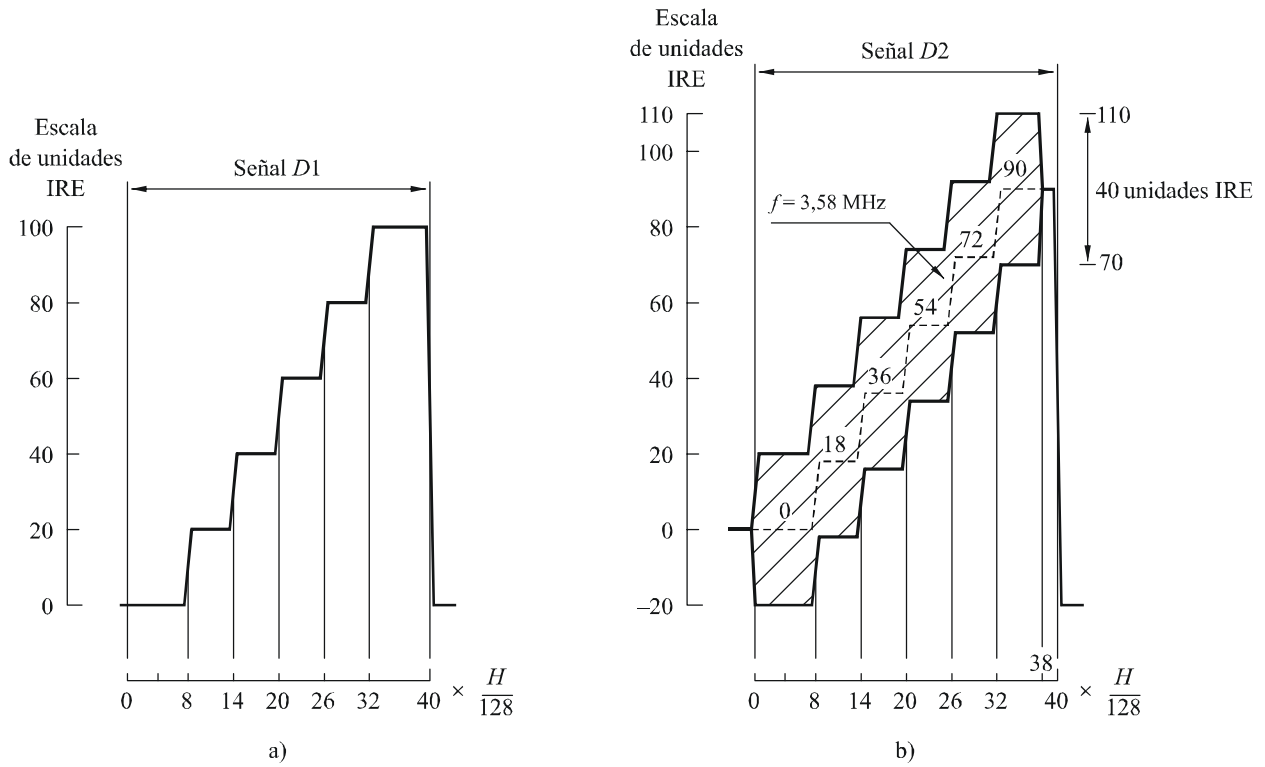 Escala
de unidades
IRE
Señal D1
100
80
60
40
20
0
0 8 14 20 26 32 40 × H/128
a)
Escala
de unidades
IRE
Señal D2
110
100
80
60
40
20
0
–20
f = 3,58 MHz
0
18
36
54
72
90
110
40 unidades IRE
70
38
0 8 14 20 26 32 40 × H/128
b)